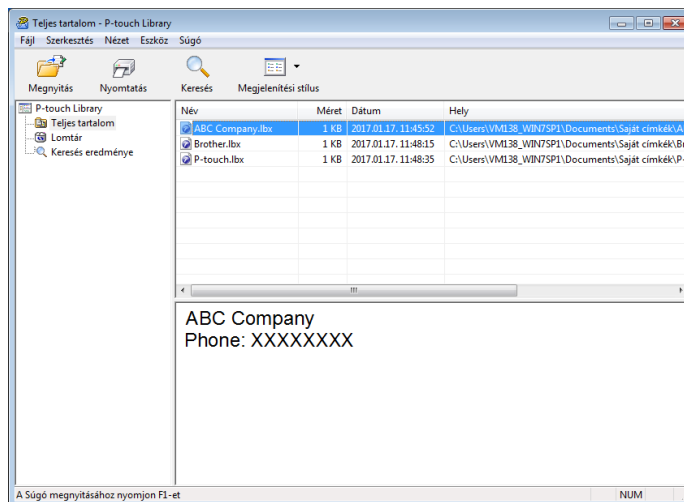 Teljes tartalom - P-touch Library
Fájl Szerkesztés Nézet Eszköz Súgó
Megnyitás Nyomtatás Keresés Megjelenítési stílus
P-touch Library
Teljes tartalom
Lomtár
Keresés eredménye
Név Méret Dátum Hely
ABC Company.lbx 1 KB 2017.01.17. 11:45:52 C:\Users\VM138_WIN7SP1\Documents\Saját címkék\A
Brother.lbx 1 KB 2017.01.17. 11:48:15 C:\Users\VM138_WIN7SP1\Documents\Saját címkék\Br
P-touch.lbx 1 KB 2017.01.17. 11:48:35 C:\Users\VM138_WIN7SP1\Documents\Saját címkék\P-
ABC Company
Phone: XXXXXXXX
A Súgó megnyitásához nyomjon F1-et NUM